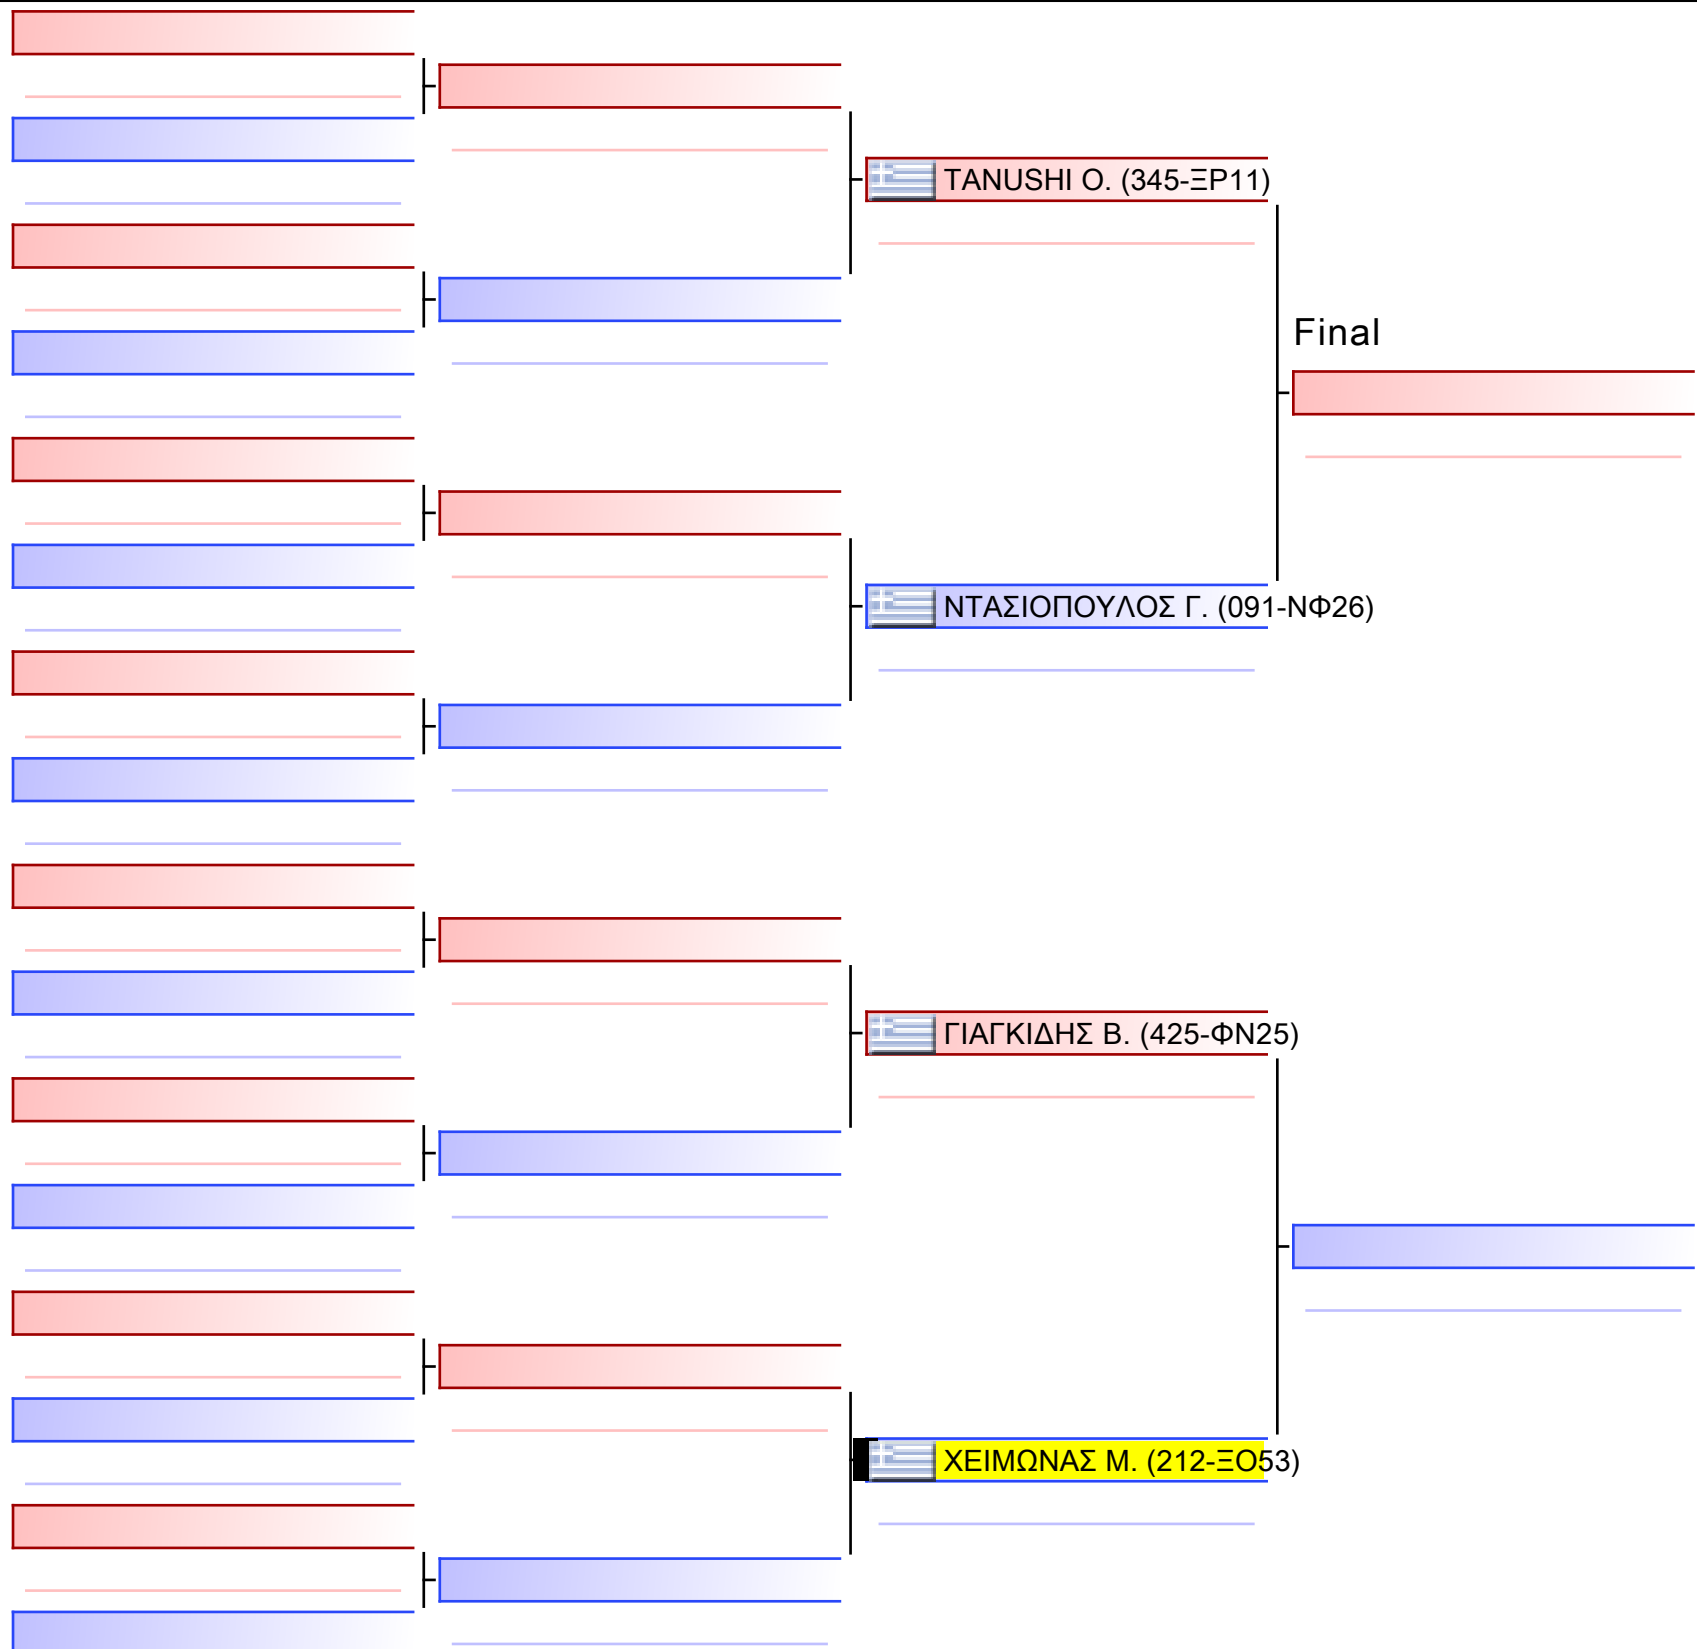 TANUSHI O. (345-ΞΡ11)
Final
ΝΤΑΣΙΟΠΟΥΛΟΣ Γ. (091-ΝΦ26)
ΓΙΑΓΚΙΔΗΣ Β. (425-ΦΝ25)
ΧΕΙΜΩΝΑΣ Μ. (212-ΞΟ53)